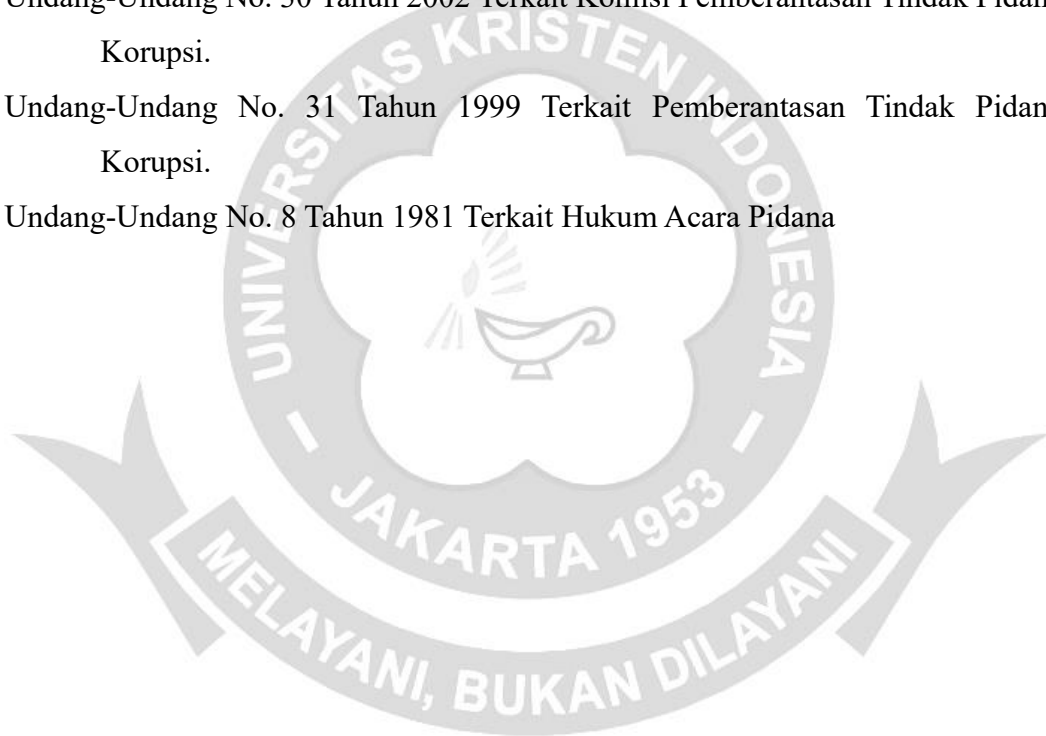 Undang-Undang No. 30 Tahun 2002 Terkait Komisi Pemberantasan Tindak Pidan
Korupsi.
Undang-Undang No. 31 Tahun 1999 Terkait Pemberantasan Tindak Pidan
Korupsi.
Undang-Undang No. 8 Tahun 1981 Terkait Hukum Acara Pidana
UNIVERSITAS KRISTEN INDONESIA
JAKARTA 1953
MELAYANI, BUKAN DILAYANI